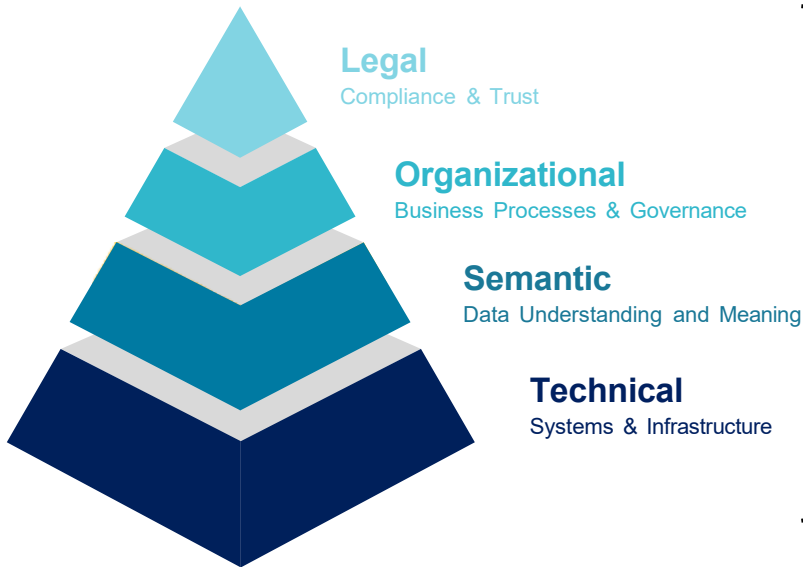 Legal
Compliance & Trust
Organizational
Business Processes & Governance
Semantic
Data Understanding and Meaning
Technical
Systems & Infrastructure